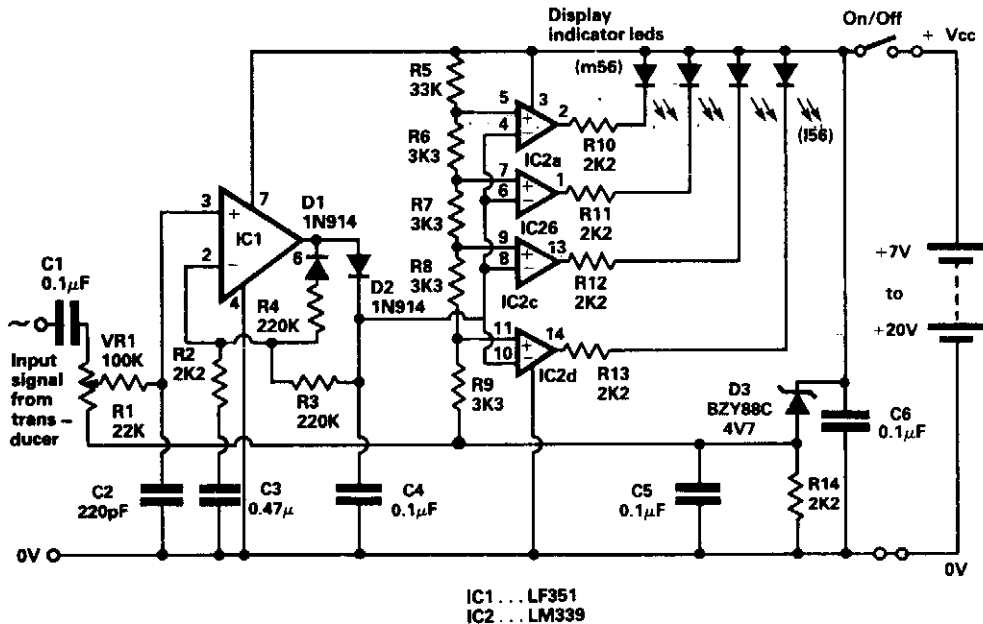 Display
indicator leds
On/Off
+ Vcc
(m56)
(l56)
R5
33K
R6
3K3
R7
3K3
R8
3K3
R9
3K3
5
4
3
2
IC2a
7
6
1
IC26
9
8
13
IC2c
11
10
14
IC2d
R10
2K2
R11
2K2
R12
2K2
R13
2K2
3
2
7
IC1
6
4
D1
1N914
D2
1N914
R4
220K
C1
0.1µF
~
VR1
100K
Input
signal
from
trans –
ducer
R1
22K
R2
2K2
R3
220K
C2
220pF
C3
0.47µ
C4
0.1µF
C5
0.1µF
D3
BZY88C
4V7
R14
2K2
C6
0.1µF
+7V
to
+20V
0V
0V
IC1 . . . LF351
IC2 . . . LM339